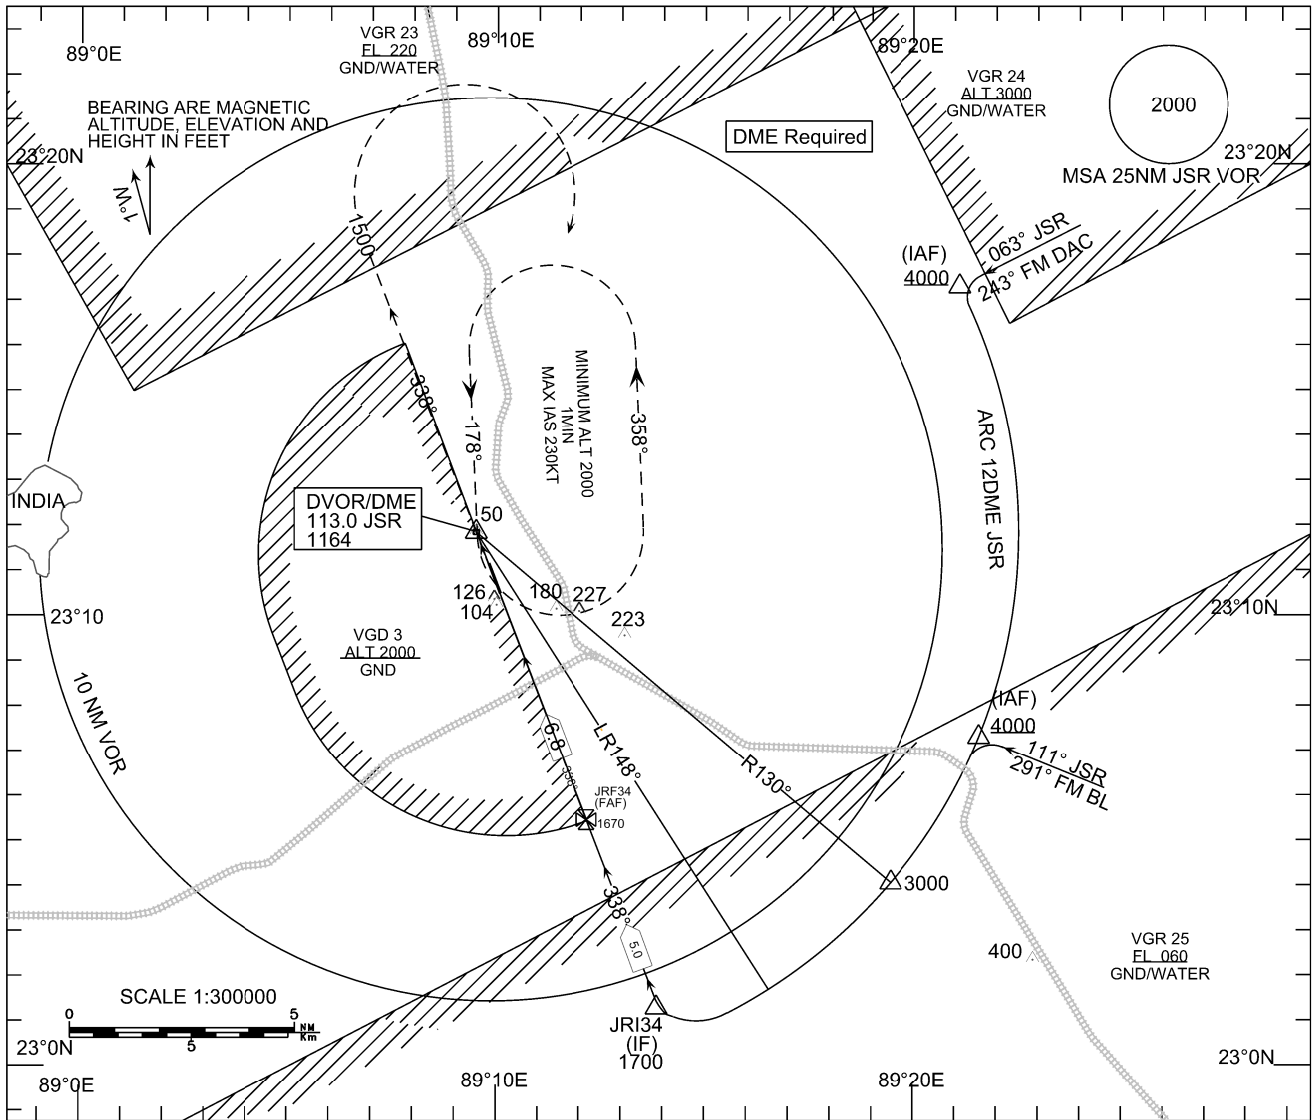 89°0E
VGR 23
FL 220
GND/WATER
89°10E
89°20E
VGR 24
ALT 3000
GND/WATER
2000
MSA 25NM JSR VOR
BEARING ARE MAGNETIC
ALTITUDE, ELEVATION AND
HEIGHT IN FEET
DME Required
23°20N
23°20N
1°W
1500
(IAF)
4000
063° JSR
243° FM DAC
338°
178°
MINIMUM ALT 2000
1MIN
MAX IAS 230KT
358°
ARC 12DME JSR
INDIA
DVOR/DME
113.0 JSR
1164
50
126
104
180
227
223
23°10
23°10N
VGD 3
ALT 2000
GND
10 NM VOR
6.8
338°
LR148°
R130°
(IAF)
4000
111° JSR
291° FM BL
JRF34
(FAF)
1670
3000
338°
5.0
400
VGR 25
FL 060
GND/WATER
SCALE 1:300000
0
5
NM
Km
5
JRI34
(IF)
1700
23°0N
23°0N
89°0E
89°10E
89°20E